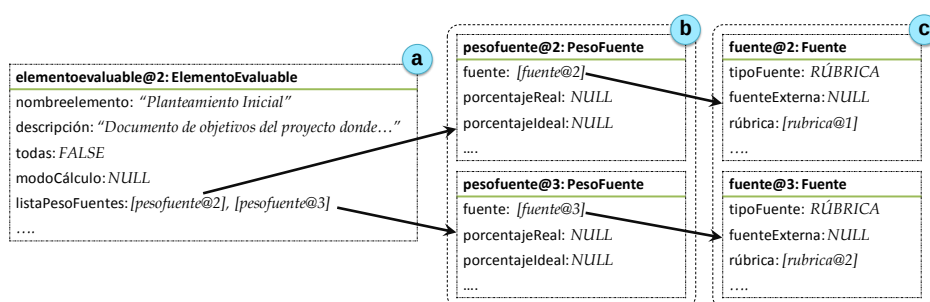 a
elementoevaluable@2: ElementoEvaluable
nombreelemento: “Planteamiento Inicial”
descripción: “Documento de objetivos del proyecto donde…”
todas: FALSE
modoCálculo: NULL
listaPesoFuentes: [pesofuente@2], [pesofuente@3]
….
b
pesofuente@2: PesoFuente
fuente: [fuente@2]
porcentajeReal: NULL
porcentajeIdeal: NULL
….
pesofuente@3: PesoFuente
fuente: [fuente@3]
porcentajeReal: NULL
porcentajeIdeal: NULL
….
c
fuente@2: Fuente
tipoFuente: RÚBRICA
fuenteExterna: NULL
rúbrica: [rubrica@1]
….
fuente@3: Fuente
tipoFuente: RÚBRICA
fuenteExterna: NULL
rúbrica: [rubrica@2]
….